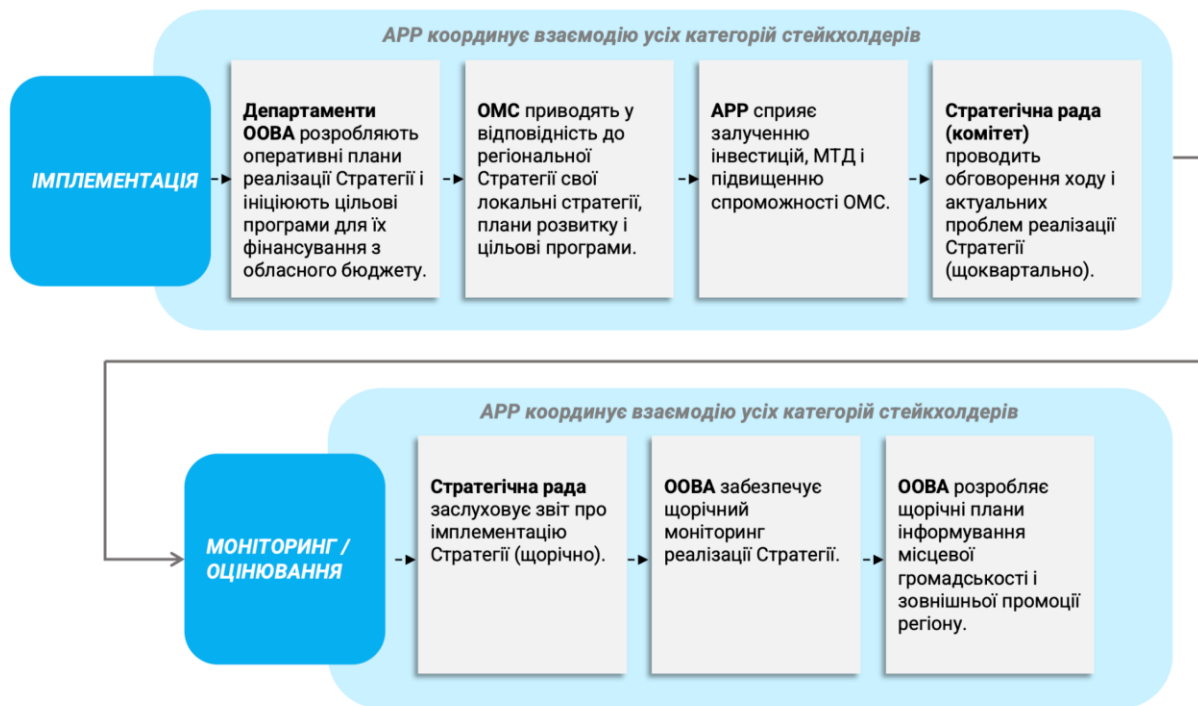 АРР координує взаємодію усіх категорій стейкхолдерів
ІМПЛЕМЕНТАЦІЯ
Департаменти
ООВА розробляють
оперативні плани
реалізації Стратегії і
ініціюють цільові
програми для їх
фінансування з
обласного бюджету.
ОМС приводять у
відповідність до
регіональної
Стратегії свої
локальні стратегії,
плани розвитку і
цільові програми.
АРР сприяє
залученню
інвестицій, МТД і
підвищенню
спроможності ОМС.
Стратегічна рада
(комітет)
проводить
обговорення ходу і
актуальних
проблем реалізації
Стратегії
(щоквартально).
АРР координує взаємодію усіх категорій стейкхолдерів
МОНІТОРИНГ /
ОЦІНЮВАННЯ
Стратегічна рада
заслуховує звіт про
імплементацію
Стратегії (щорічно).
ООВА забезпечує
щорічний
моніторинг
реалізації Стратегії.
ООВА розробляє
щорічні плани
інформування
місцевої
громадськості і
зовнішньої промоції
регіону.